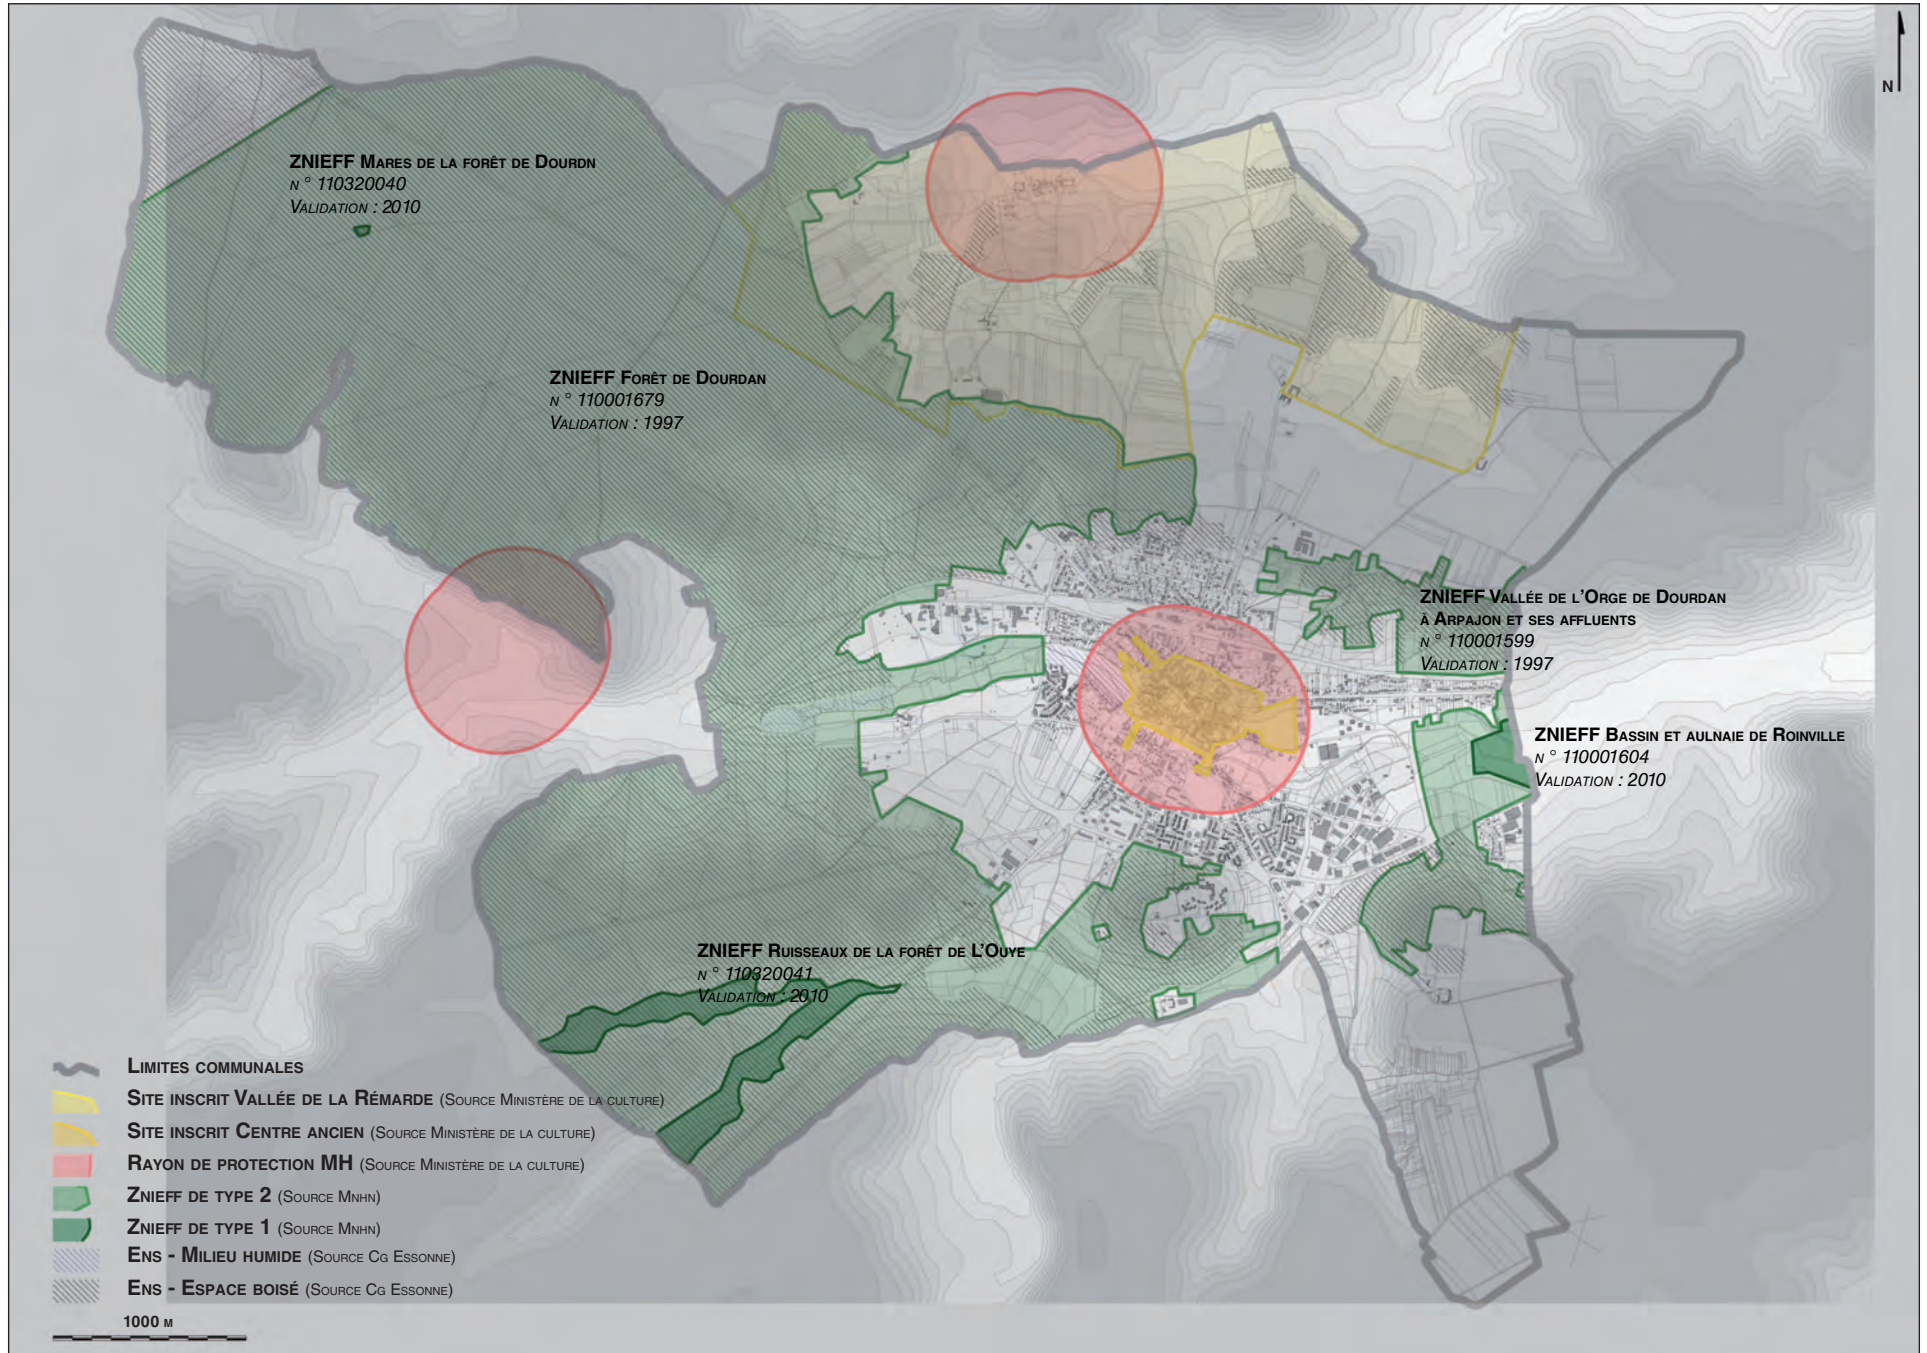 N
ZNIEFF Mares de la forêt de Dourdn
n° 110320040
Validation : 2010
ZNIEFF Forêt de Dourdan
n° 110001679
Validation : 1997
ZNIEFF Vallée de l'Orge de Dourdan
à Arpajon et ses affluents
n° 110001599
Validation : 1997
ZNIEFF Bassin et aulnaie de Roinville
n° 110001604
Validation : 2010
ZNIEFF Ruisseaux de la forêt de L'Ouye
n° 110320041
Validation : 2010
Limites communales
Site inscrit Vallée de la Rémarde (Source Ministère de la culture)
Site inscrit Centre ancien (Source Ministère de la culture)
Rayon de protection MH (Source Ministère de la culture)
Znieff de type 2 (Source Mnhn)
Znieff de type 1 (Source Mnhn)
Ens - Milieu humide (Source Cg Essonne)
Ens - Espace boisé (Source Cg Essonne)
1000 m